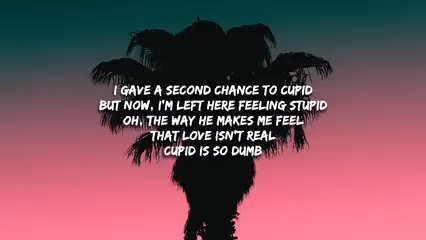 I GAVE A SECOND CHANCE TO CUPID
BUT NOW, I'M LEFT HERE FEELING STUPID
OH, THE WAY HE MAKES ME FEEL
THAT LOVE ISN'T REAL
CUPID IS SO DUMB